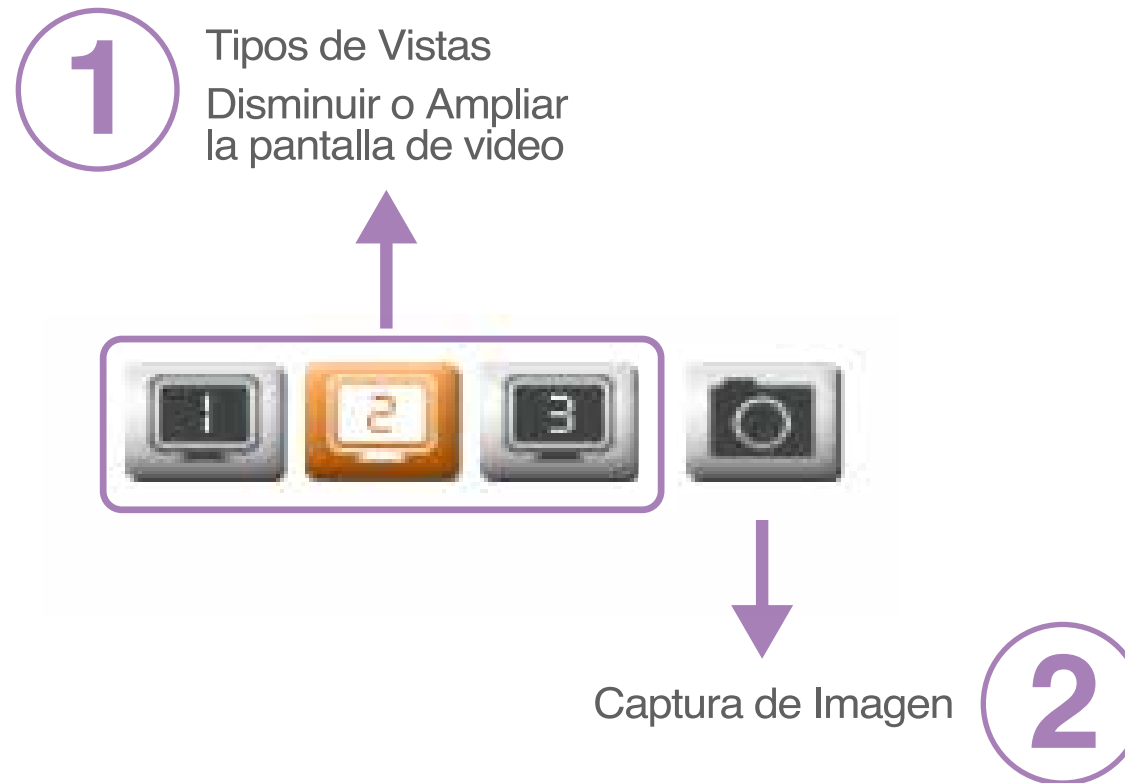 1
Tipos de Vistas
Disminuir o Ampliar
la pantalla de video
1 2 3
Captura de Imagen
2